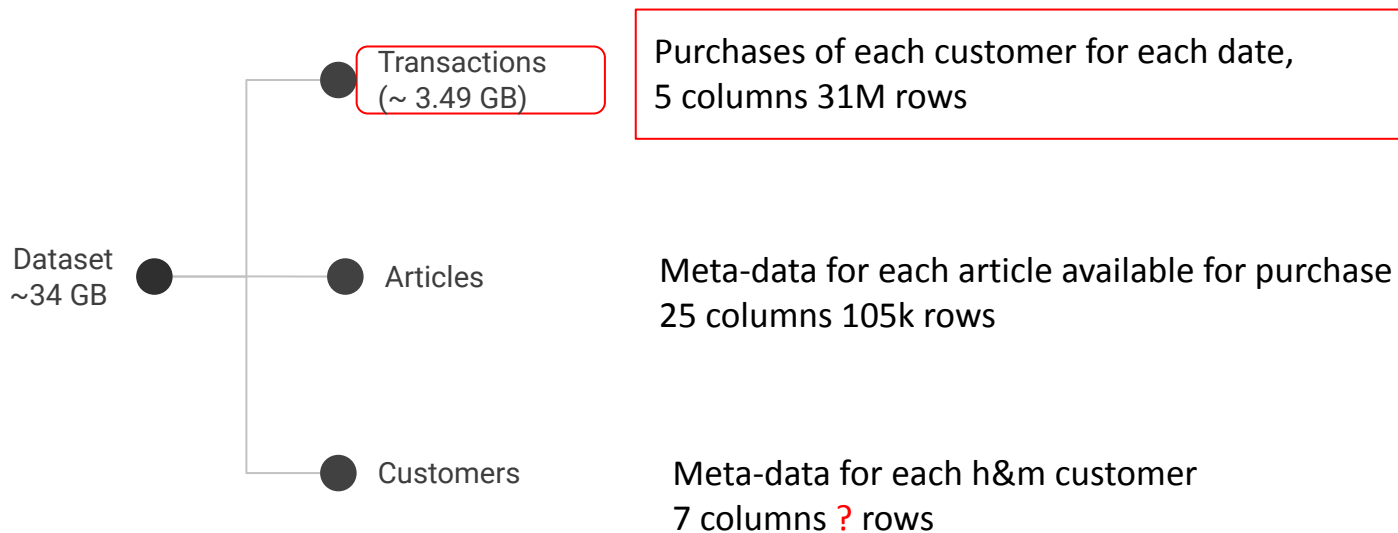 Transactions
(~ 3.49 GB)
Purchases of each customer for each date,
5 columns 31M rows
Dataset
~34 GB
Articles
Meta-data for each article available for purchase
25 columns 105k rows
Customers
Meta-data for each h&m customer
7 columns ? rows